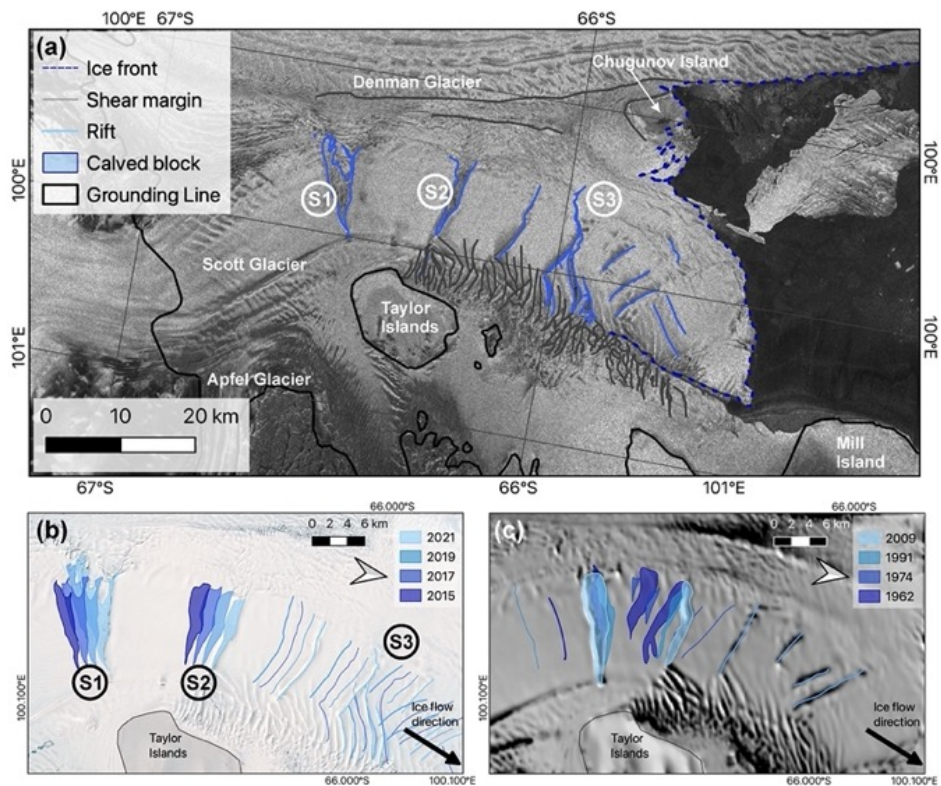 100°E 67°S
66°S
(a)
Ice front
Shear margin
Rift
Calved block
Grounding Line
Denman Glacier
Chugunov Island
100°E
100°E
S1
S2
S3
Scott Glacier
Taylor
Islands
101°E
100°E
Apfel Glacier
0 10 20 km
Mill
Island
67°S
66°S
101°E
66.000°S
(b)
0 2 4 6 km
2021
2019
2017
2015
S3
S1
S2
100.100°E
Taylor
Islands
Ice flow
direction
66.000°S
100.100°E
66.000°S
(c)
0 2 4 6 km
2009
1991
1974
1962
100.100°E
Taylor
Islands
Ice flow
direction
66.000°S
100.100°E